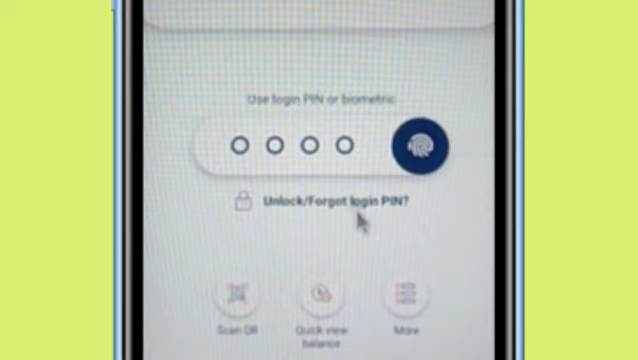 Use login PIN or biometric
Unlock/Forgot login PIN?
Scan QR
Quick view
balance
More